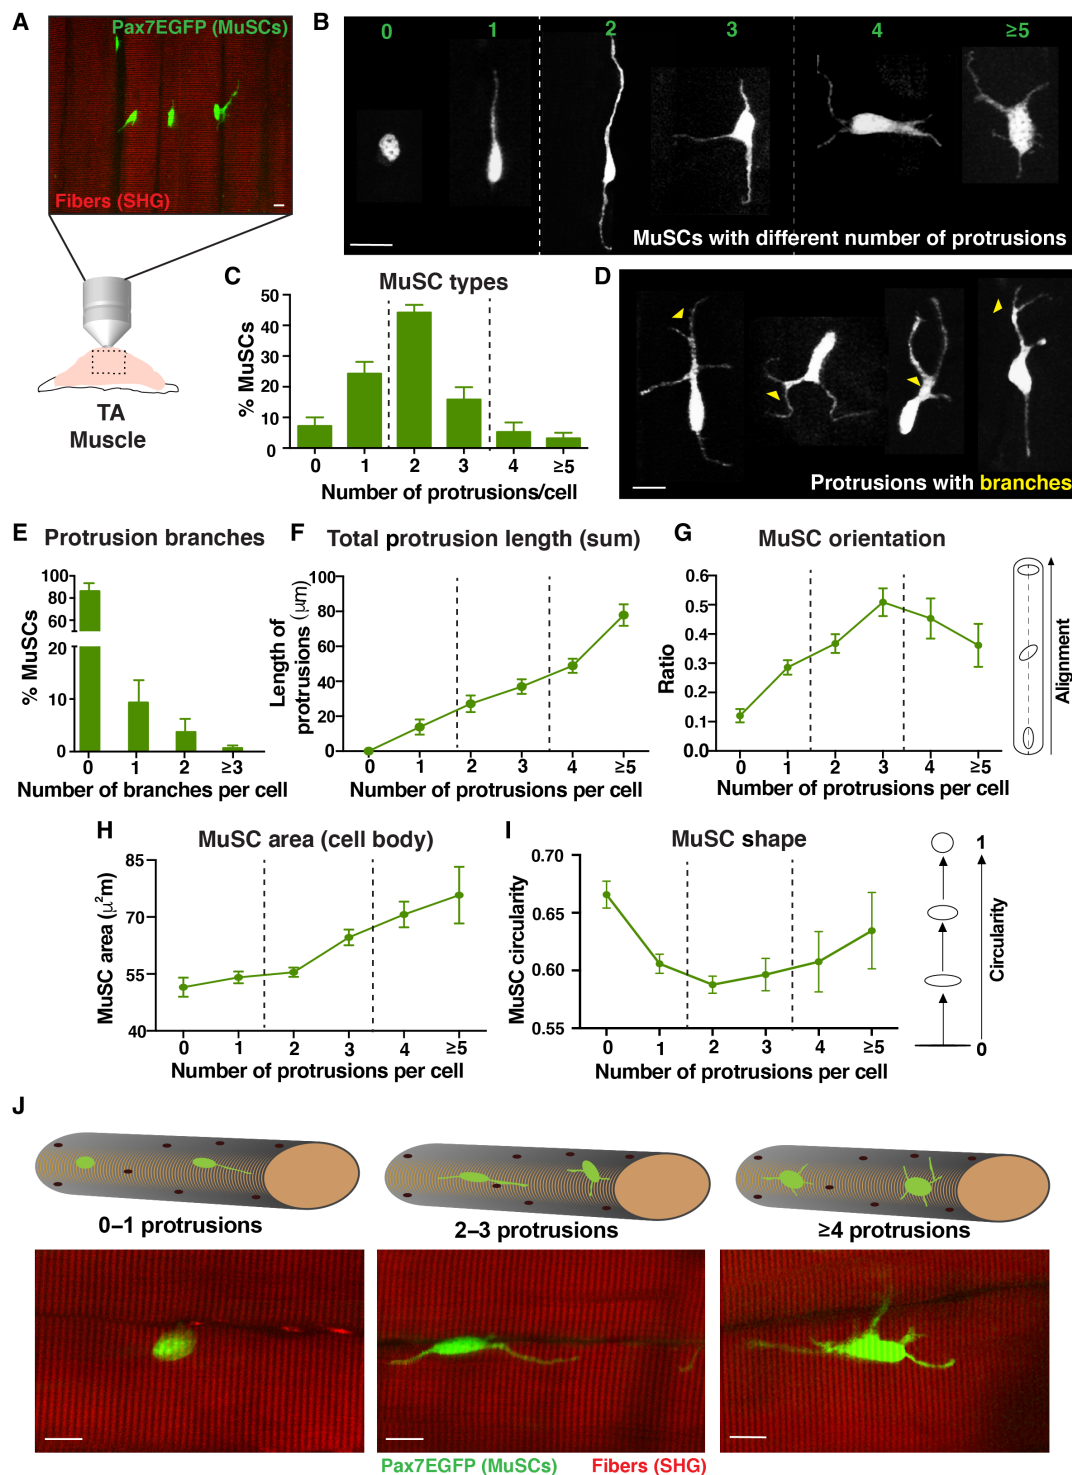 A
Pax7EGFP (MuSCs)
Fibers (SHG)
TA
Muscle
B
0 1 2 3 4 ≥5
MuSCs with different number of protrusions
C
MuSC types
% MuSCs
50
40
30
20
10
0
0 1 2 3 4 ≥5
Number of protrusions/cell
D
Protrusions with branches
E
Protrusion branches
% MuSCs
100
80
60
20
10
0
0 1 2 ≥3
Number of branches per cell
F
Total protrusion length (sum)
Length of
protrusions (μm)
100
80
60
40
20
0
0 1 2 3 4 ≥5
Number of protrusions per cell
G
MuSC orientation
Ratio
0.6
0.5
0.4
0.3
0.2
0.1
0.0
0 1 2 3 4 ≥5
Number of protrusions per cell
Alignment
H
MuSC area (cell body)
MuSC area (μ²m)
85
70
55
40
0 1 2 3 4 ≥5
Number of protrusions per cell
I
MuSC shape
MuSC circularity
0.70
0.65
0.60
0.55
0 1 2 3 4 ≥5
Number of protrusions per cell
1
Circularity
0
J
0–1 protrusions
2–3 protrusions
≥4 protrusions
Pax7EGFP (MuSCs) Fibers (SHG)